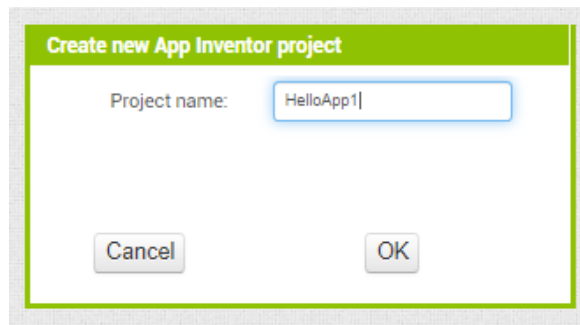 Create new App Inventor project
Project name: HelloApp1
Cancel OK